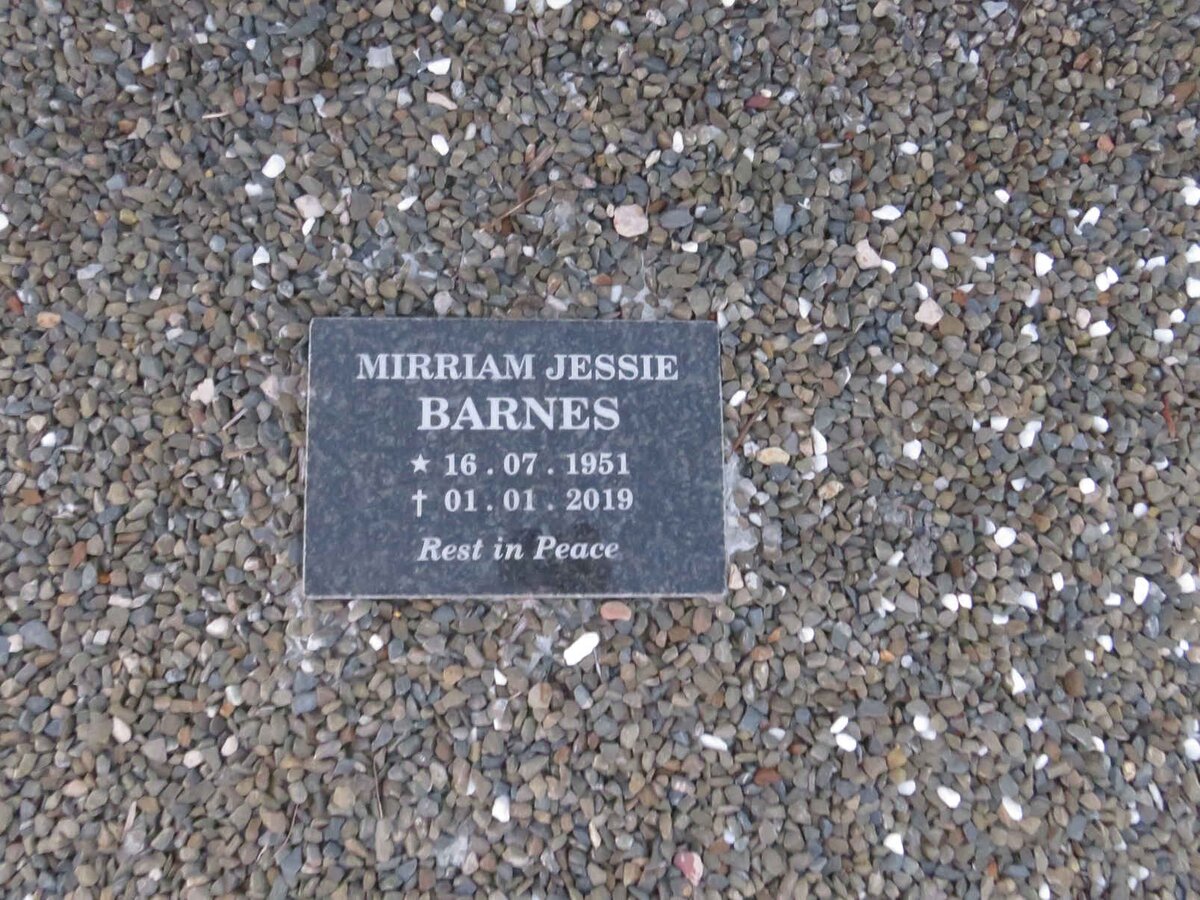 MIRRIAM JESSIE
BARNES
★ 16 . 07 . 1951
† 01 . 01 . 2019
Rest in Peace